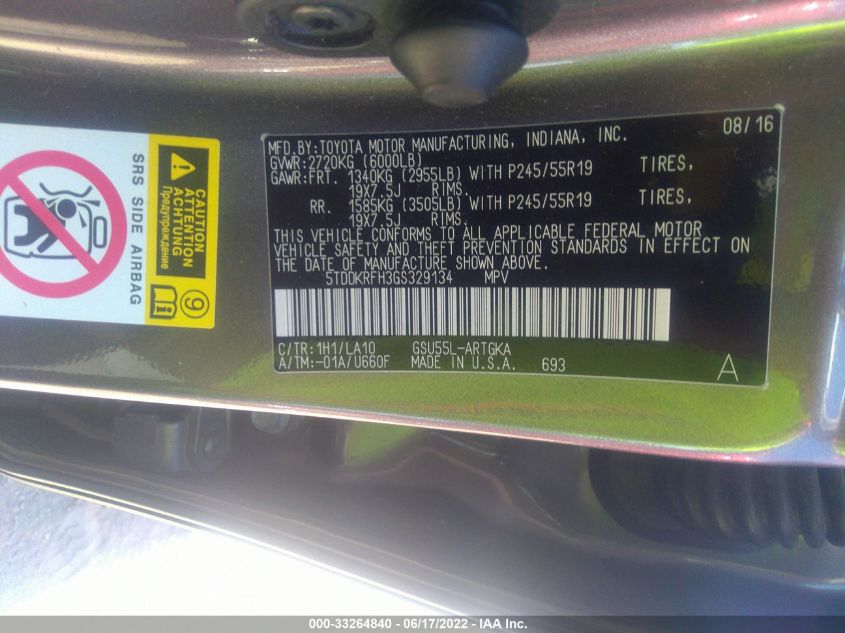 MFD.BY:TOYOTA MOTOR MANUFACTURING, INDIANA, INC. 08/16
GVWR:2720KG (6000LB)
GAWR:FRT. 1340KG (2955LB) WITH P245/55R19 TIRES,
19X7.5J RIMS.
RR. 1585KG (3505LB) WITH P245/55R19 TIRES,
19X7.5J RIMS.
THIS VEHICLE CONFORMS TO ALL APPLICABLE FEDERAL MOTOR
VEHICLE SAFETY AND THEFT PREVENTION STANDARDS IN EFFECT ON
THE DATE OF MANUFACTURE SHOWN ABOVE.
5TDDKRFH3GS329134 MPV
C/TR:1H1/LA10 GSU55L-ARTGKA
A/TM:-01A/U660F MADE IN U.S.A. 693 A
SRS SIDE AIRBAG
ATTENTION
ACHTUNG
Предупреждение
9
000-33264840 - 06/17/2022 - IAAI.com